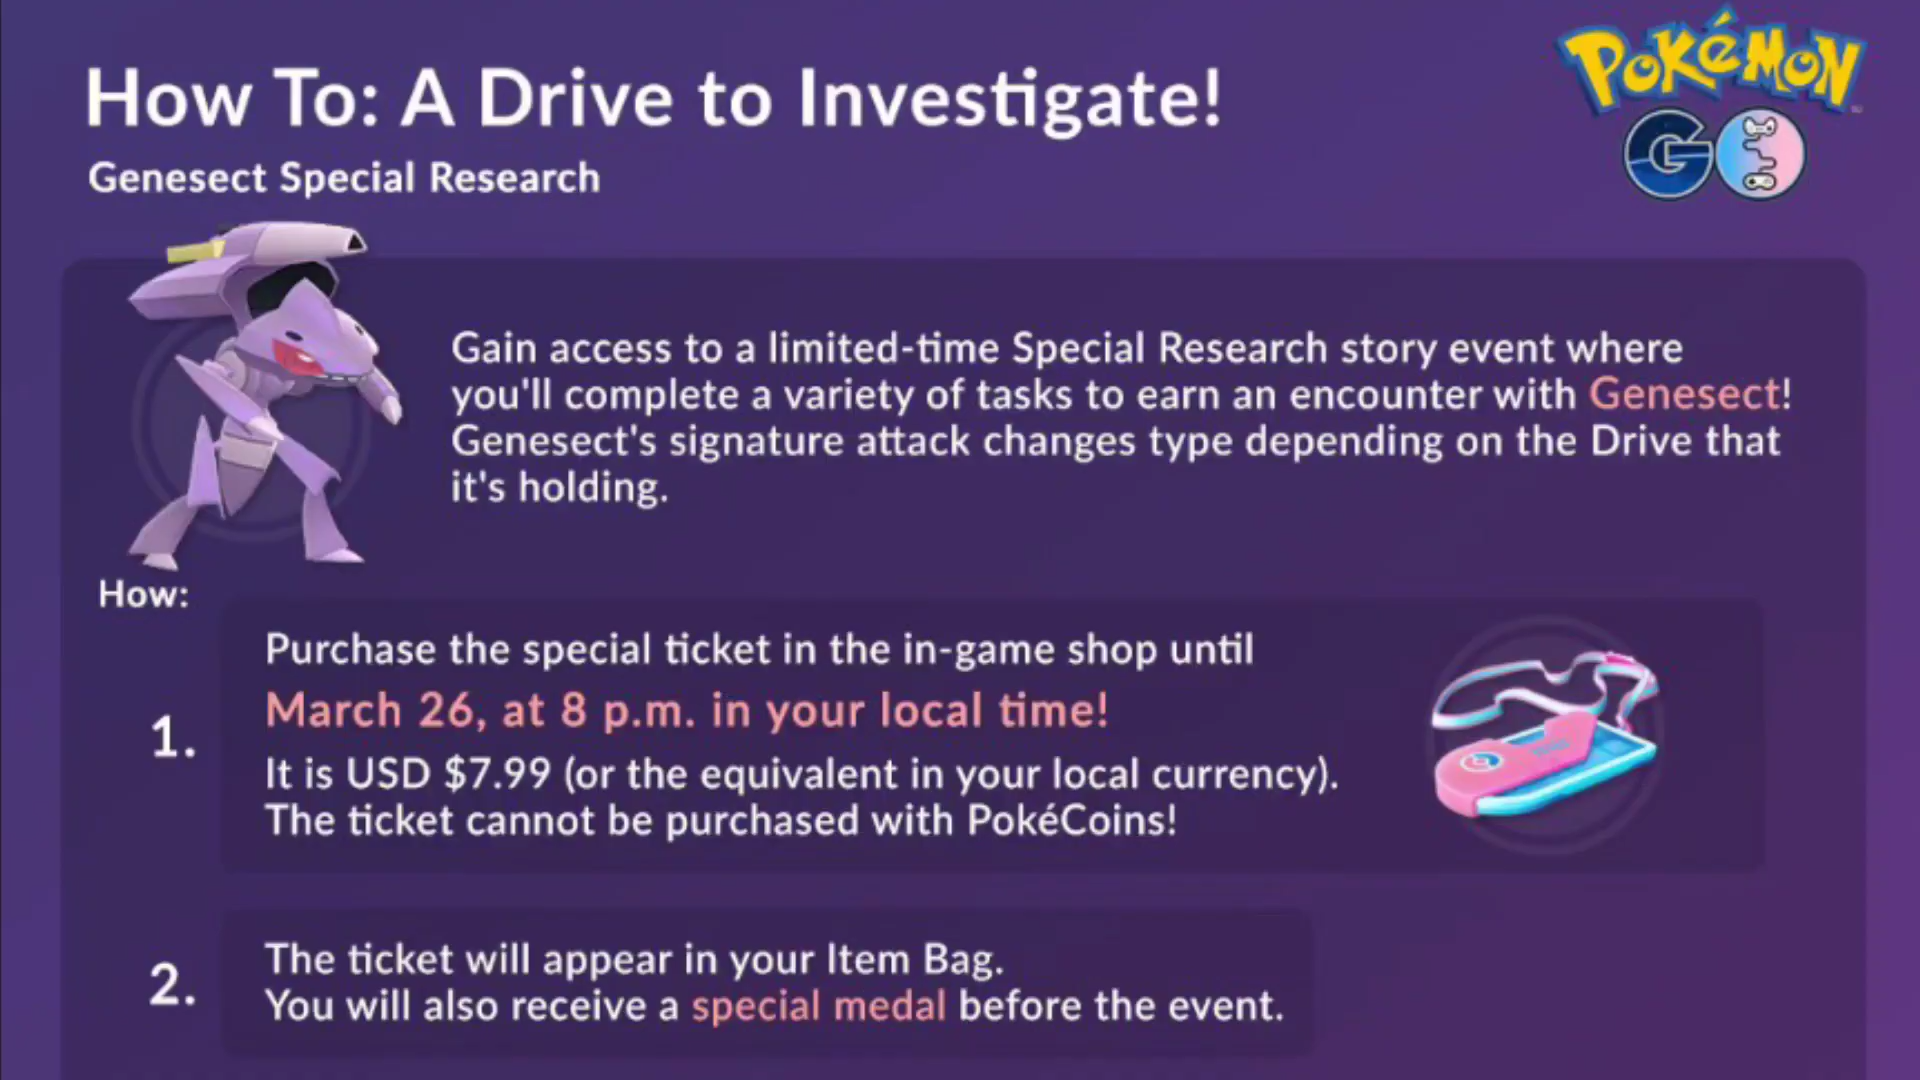 How To: A Drive to Investigate!
Genesect Special Research
POKéMON
GO
Gain access to a limited-time Special Research story event where
you'll complete a variety of tasks to earn an encounter with Genesect!
Genesect's signature attack changes type depending on the Drive that
it's holding.
How:
1.
Purchase the special ticket in the in-game shop until
March 26, at 8 p.m. in your local time!
It is USD $7.99 (or the equivalent in your local currency).
The ticket cannot be purchased with PokéCoins!
2.
The ticket will appear in your Item Bag.
You will also receive a special medal before the event.